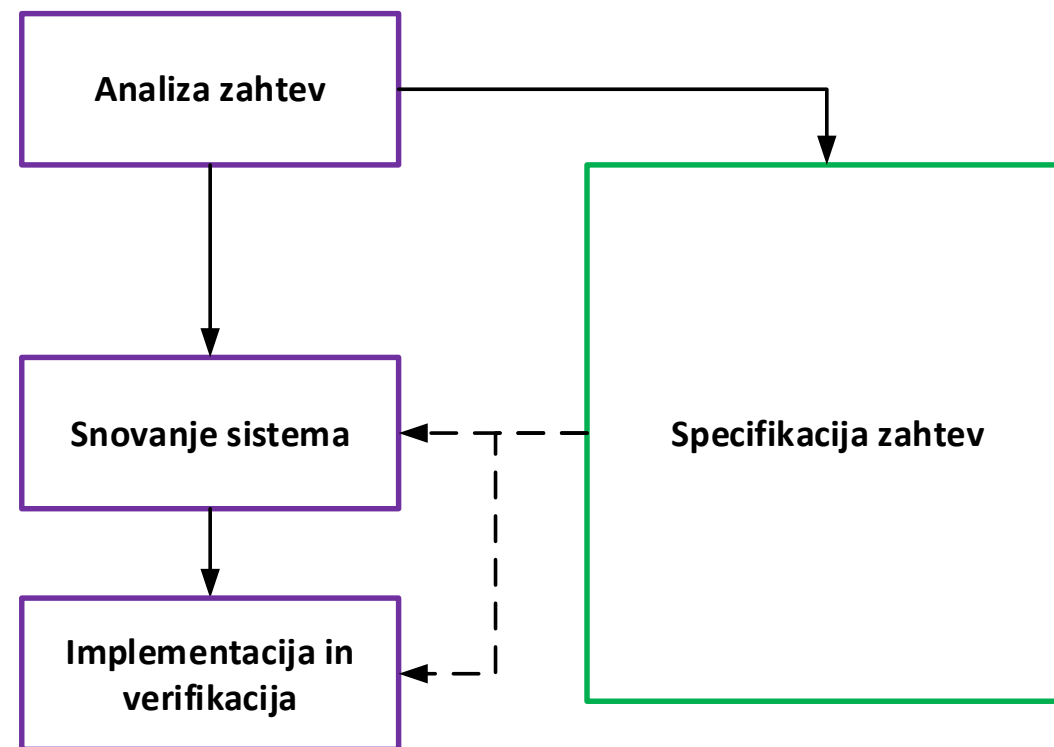 Analiza zahtev
Snovanje sistema
Specifikacija zahtev
Implementacija in
verifikacija